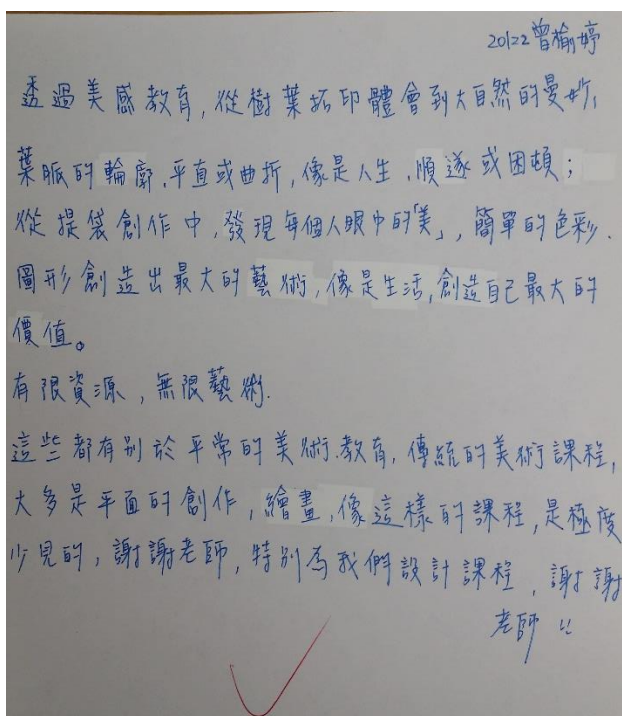 20122曾榆婷
透過美感教育,從樹葉拓印體會到大自然的曼妙,
葉脈的輪廓.平直或曲折,像是人生.順遂或困頓;
從提袋創作中,發現每個人眼中的「美」,簡單的色彩.
圖形創造出最大的藝術,像是生活,創造自己最大的
價值。
有限資源,無限藝術.
這些都有別於平常的美術.教育,傳統的美術課程,
大多是平面的創作,繪畫,像這樣的課程,是極度
少見的,謝謝老師,特別為我們設計課程,謝謝
老師!!